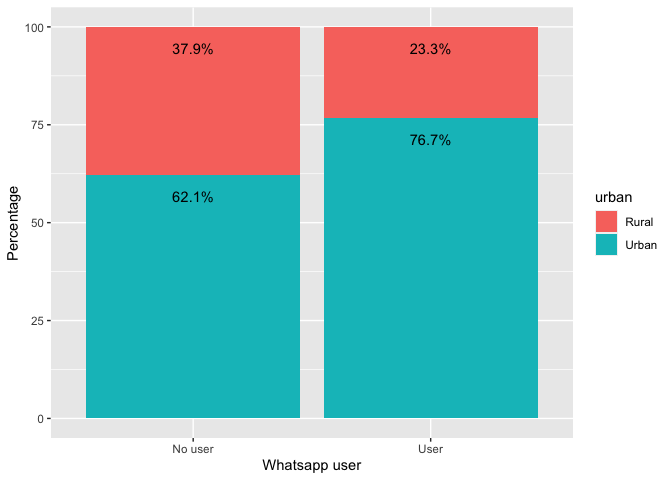 100
75
50
25
0
Percentage
37.9%
23.3%
76.7%
62.1%
No user
User
Whatsapp user
urban
Rural
Urban